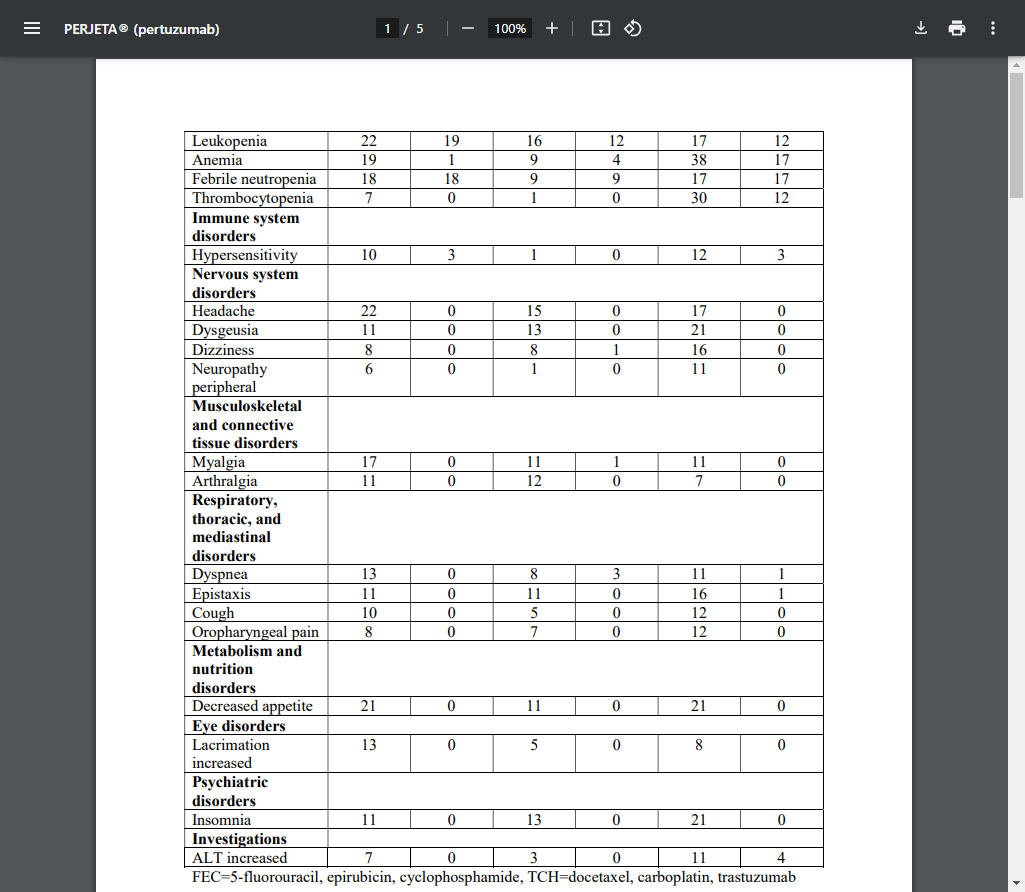 PERJETA® (pertuzumab)
1 / 5
100%
Leukopenia 22 19 16 12 17 12
Anemia 19 1 9 4 38 17
Febrile neutropenia 18 18 9 9 17 17
Thrombocytopenia 7 0 1 0 30 12
Immune system
disorders
Hypersensitivity 10 3 1 0 12 3
Nervous system
disorders
Headache 22 0 15 0 17 0
Dysgeusia 11 0 13 0 21 0
Dizziness 8 0 8 1 16 0
Neuropathy 6 0 1 0 11 0
peripheral
Musculoskeletal
and connective
tissue disorders
Myalgia 17 0 11 1 11 0
Arthralgia 11 0 12 0 7 0
Respiratory,
thoracic, and
mediastinal
disorders
Dyspnea 13 0 8 3 11 1
Epistaxis 11 0 11 0 16 1
Cough 10 0 5 0 12 0
Oropharyngeal pain 8 0 7 0 12 0
Metabolism and
nutrition
disorders
Decreased appetite 21 0 11 0 21 0
Eye disorders
Lacrimation 13 0 5 0 8 0
increased
Psychiatric
disorders
Insomnia 11 0 13 0 21 0
Investigations
ALT increased 7 0 3 0 11 4
FEC=5-fluorouracil, epirubicin, cyclophosphamide, TCH=docetaxel, carboplatin, trastuzumab